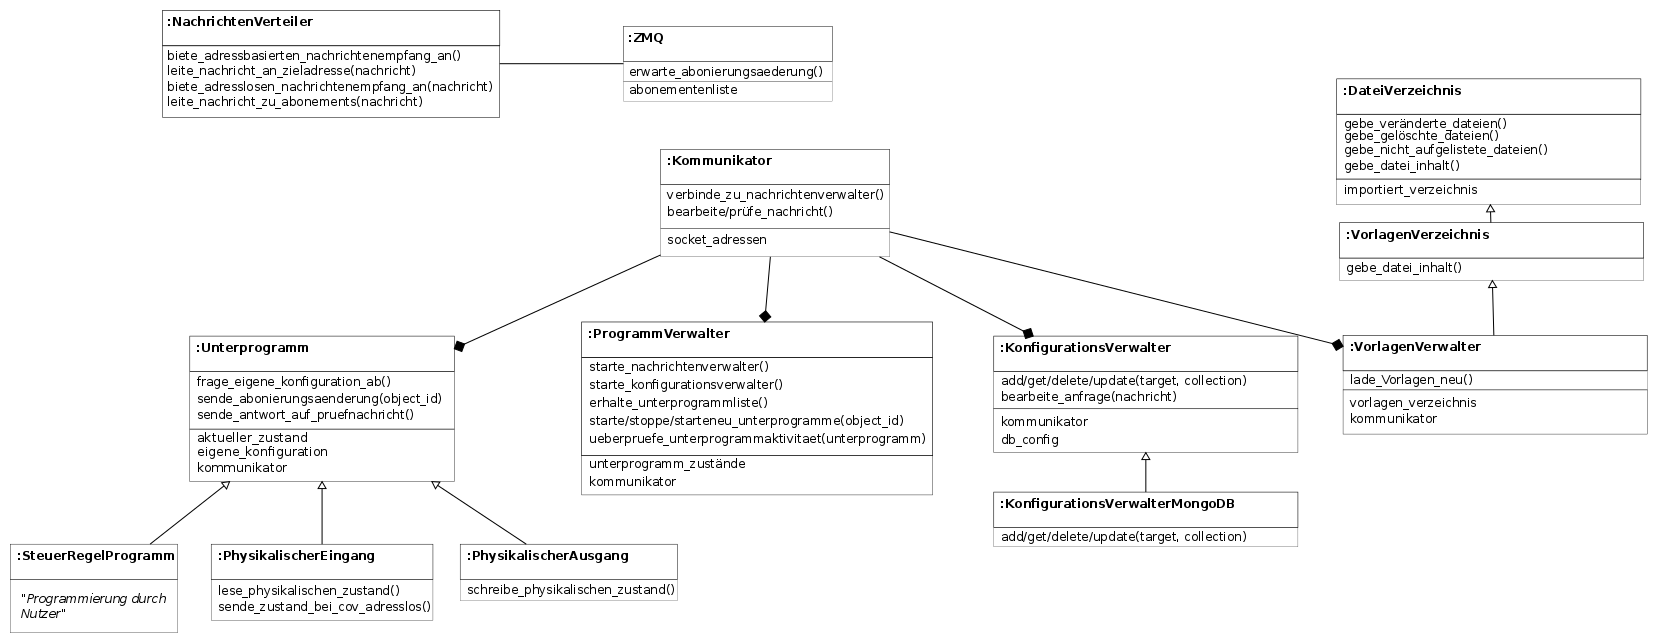 :NachrichtenVerteiler
biete_adressbasierten_nachrichtenempfang_an()
leite_nachricht_an_zieladresse(nachricht)
biete_adresslosen_nachrichtenempfang_an(nachricht)
leite_nachricht_zu_abonements(nachricht)
:ZMQ
erwarte_abonierungsaederung()
abonementenliste
:DateiVerzeichnis
gebe_veränderte_dateien()
gebe_gelöschte_dateien()
gebe_nicht_aufgelistete_dateien()
gebe_datei_inhalt()
importiert_verzeichnis
:Kommunikator
verbinde_zu_nachrichtenverwalter()
bearbeite/prüfe_nachricht()
socket_adressen
:VorlagenVerzeichnis
gebe_datei_inhalt()
:Unterprogramm
frage_eigene_konfiguration_ab()
sende_abonierungsaenderung(object_id)
sende_antwort_auf_pruefnachricht()
aktueller_zustand
eigene_konfiguration
kommunikator
:ProgrammVerwalter
starte_nachrichtenverwalter()
starte_konfigurationsverwalter()
erhalte_unterprogrammliste()
starte/stoppe/starteneu_unterprogramme(object_id)
ueberpruefe_unterprogrammaktivitaet(unterprogramm)
unterprogramm_zustände
kommunikator
:KonfigurationsVerwalter
add/get/delete/update(target, collection)
bearbeite_anfrage(nachricht)
kommunikator
db_config
:VorlagenVerwalter
lade_Vorlagen_neu()
vorlagen_verzeichnis
kommunikator
:KonfigurationsVerwalterMongoDB
add/get/delete/update(target, collection)
:SteuerRegelProgramm
"Programmierung durch
Nutzer"
:PhysikalischerEingang
lese_physikalischen_zustand()
sende_zustand_bei_cov_adresslos()
:PhysikalischerAusgang
schreibe_physikalischen_zustand()